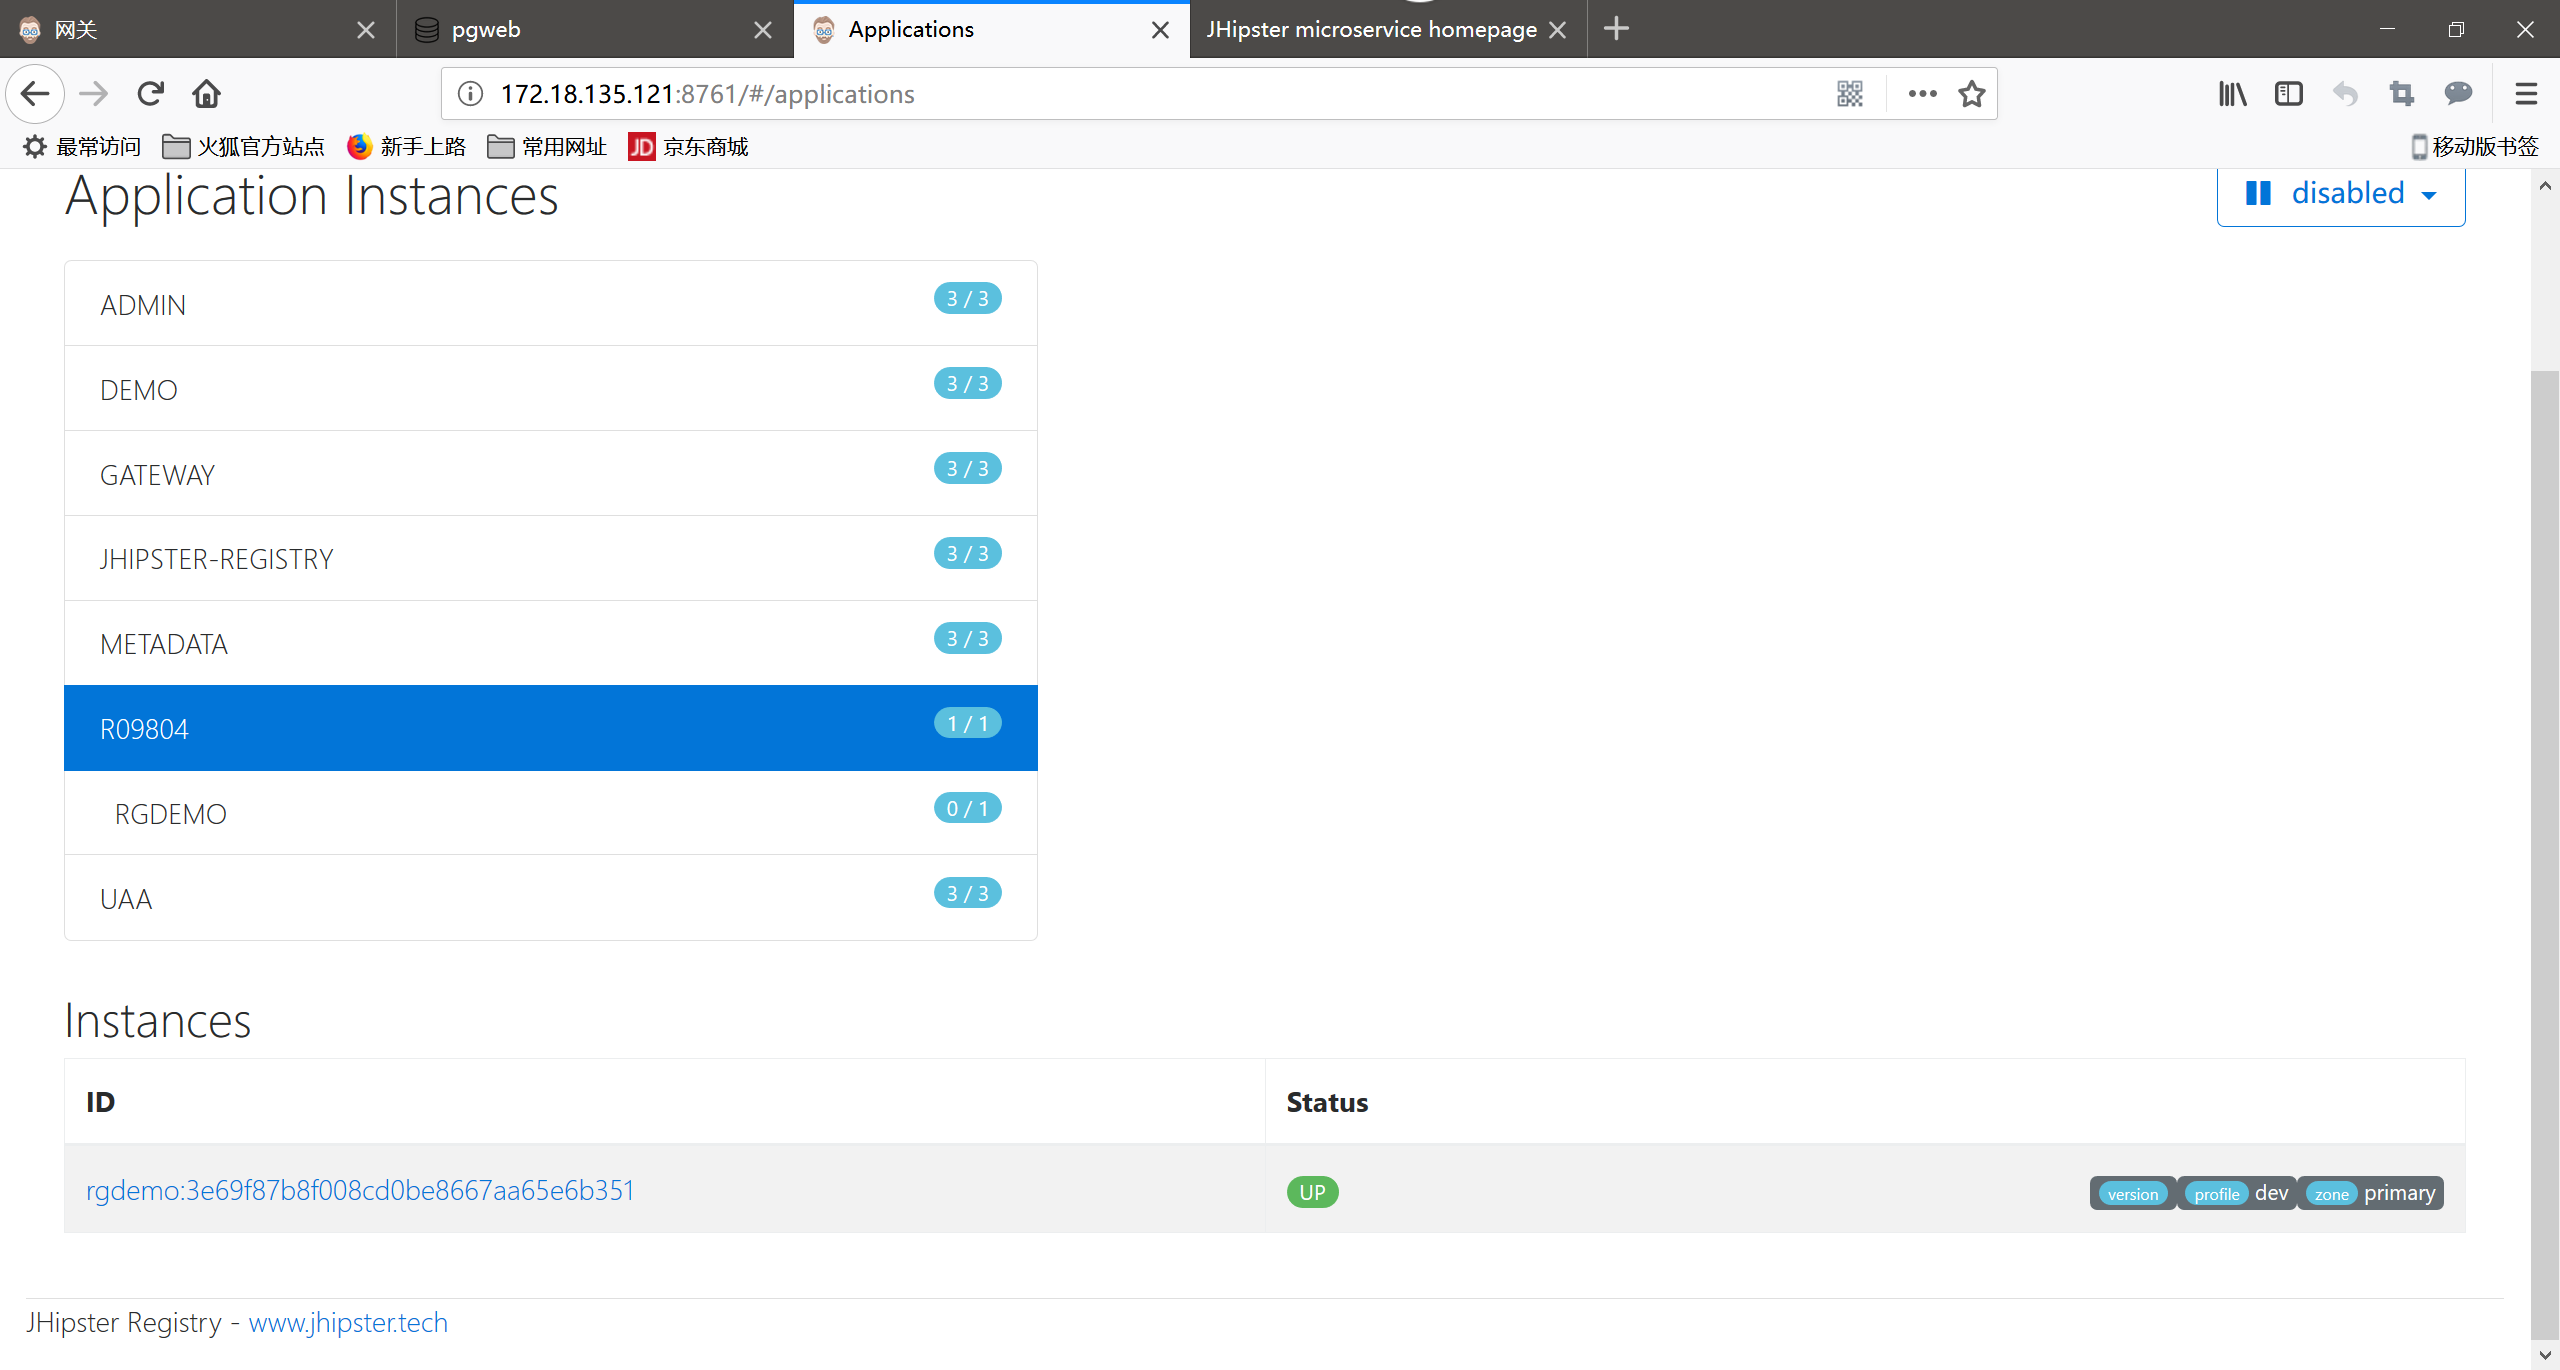 网关
pgweb
Applications
JHipster microservice homepage
172.18.135.121:8761/#/applications
最常访问
火狐官方站点
新手上路
常用网址
JD 京东商城
移动版书签
Application Instances
disabled
ADMIN 3 / 3
DEMO 3 / 3
GATEWAY 3 / 3
JHIPSTER-REGISTRY 3 / 3
METADATA 3 / 3
R09804 1 / 1
RGDEMO 0 / 1
UAA 3 / 3
Instances
ID Status
rgdemo:3e69f87b8f008cd0be8667aa65e6b351 UP version profile dev zone primary
JHipster Registry - www.jhipster.tech